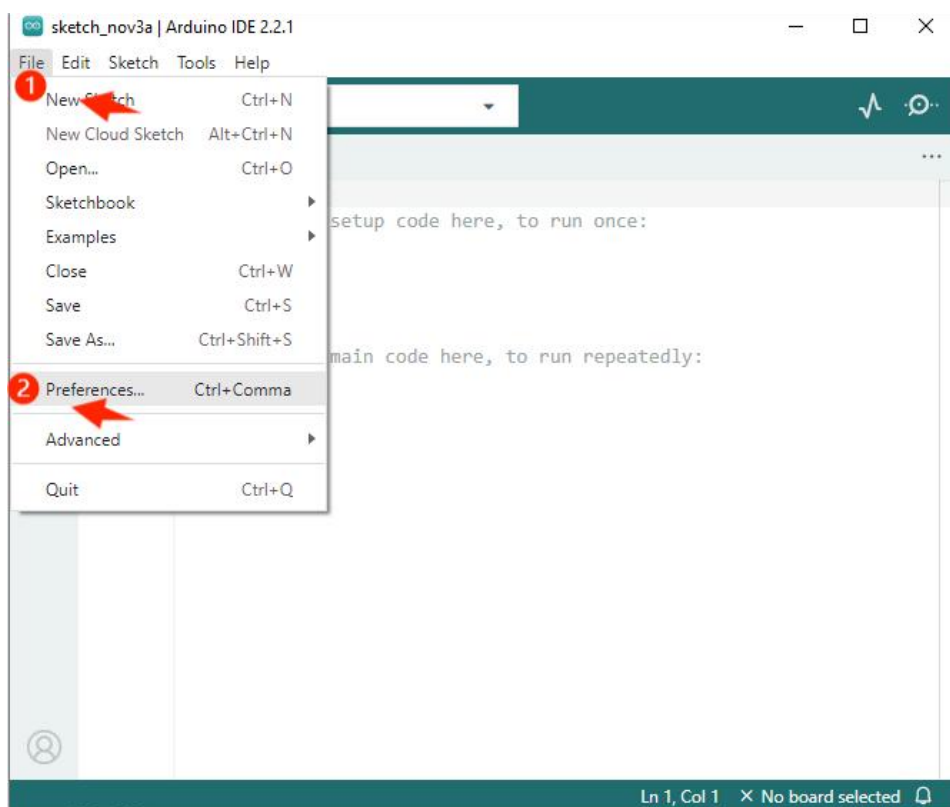 sketch_nov3a | Arduino IDE 2.2.1
File Edit Sketch Tools Help
1
New Sketch Ctrl+N
New Cloud Sketch Alt+Ctrl+N
Open... Ctrl+O
Sketchbook
setup code here, to run once:
Examples
Close Ctrl+W
Save Ctrl+S
Save As... Ctrl+Shift+S
main code here, to run repeatedly:
2 Preferences... Ctrl+Comma
Advanced
Quit Ctrl+Q
Ln 1, Col 1 No board selected